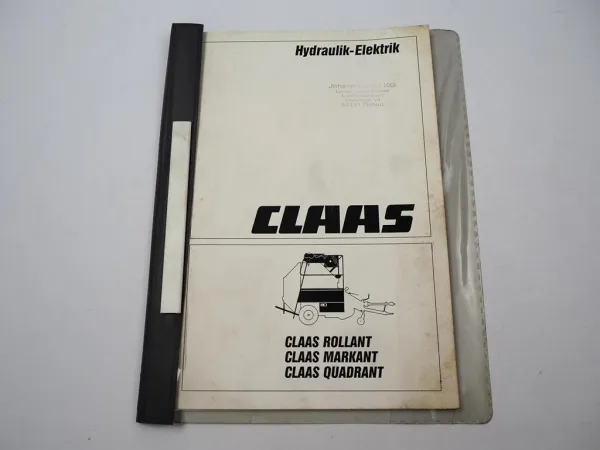 Hydraulik-Elektrik
CLAAS
CLAAS ROLLANT
CLAAS MARKANT
CLAAS QUADRANT